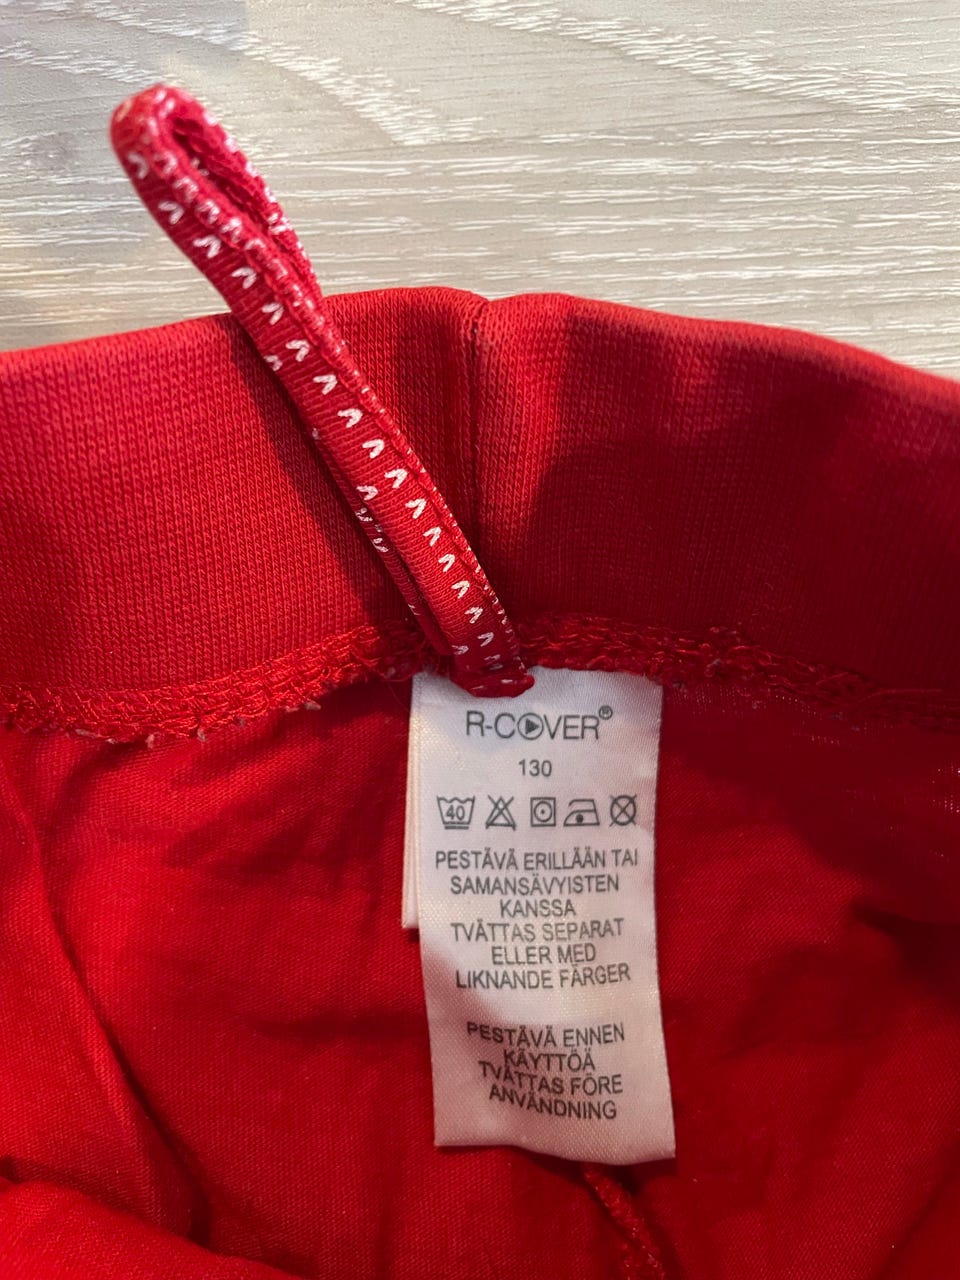 R-COVER®
130
40
PESTÄVÄ ERILLÄÄN TAI
SAMANSÄVYISTEN
KANSSA
TVÄTTAS SEPARAT
ELLER MED
LIKNANDE FÄRGER
PESTÄVÄ ENNEN
KÄYTTÖÄ
TVÄTTAS FÖRE
ANVÄNDNING